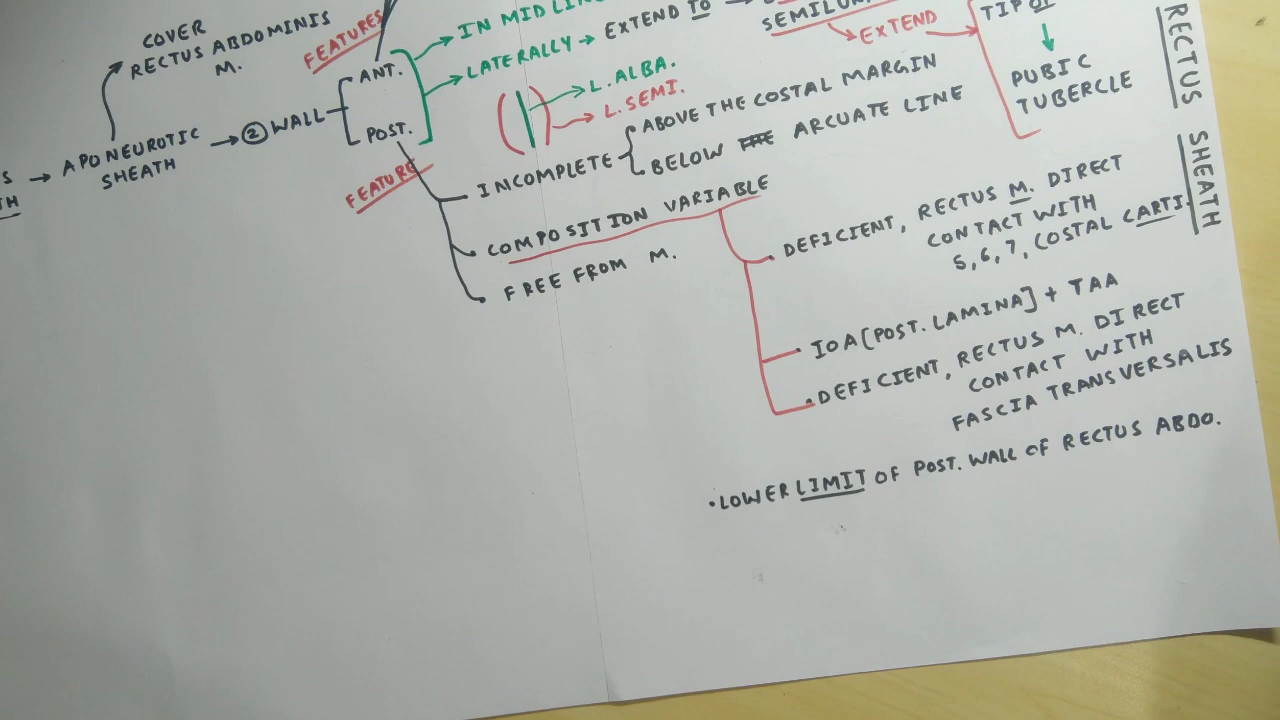 COVER
RECTUS ABDOMINIS
M.
FEATURES
APONEUROTIC
SHEATH
② WALL
ANT.
POST.
IN MID
LATERALLY → EXTEND TO
EXTEND
TIP OF
PUBIC
TUBERCLE
L. ALBA.
L. SEMI.
FEATURE
INCOMPLETE
ABOVE THE COSTAL MARGIN
BELOW ARCUATE LINE
COMPOSITION VARIABLE
FREE FROM M.
DEFICIENT, RECTUS M. DIRECT
CONTACT WITH
5, 6, 7, COSTAL CARTI.
IOA [POST. LAMINA] + TAA
DEFICIENT, RECTUS M. DIRECT
CONTACT WITH
FASCIA TRANSVERSALIS
• LOWER LIMIT OF POST. WALL OF RECTUS ABDO.
RECTUS SHEATH